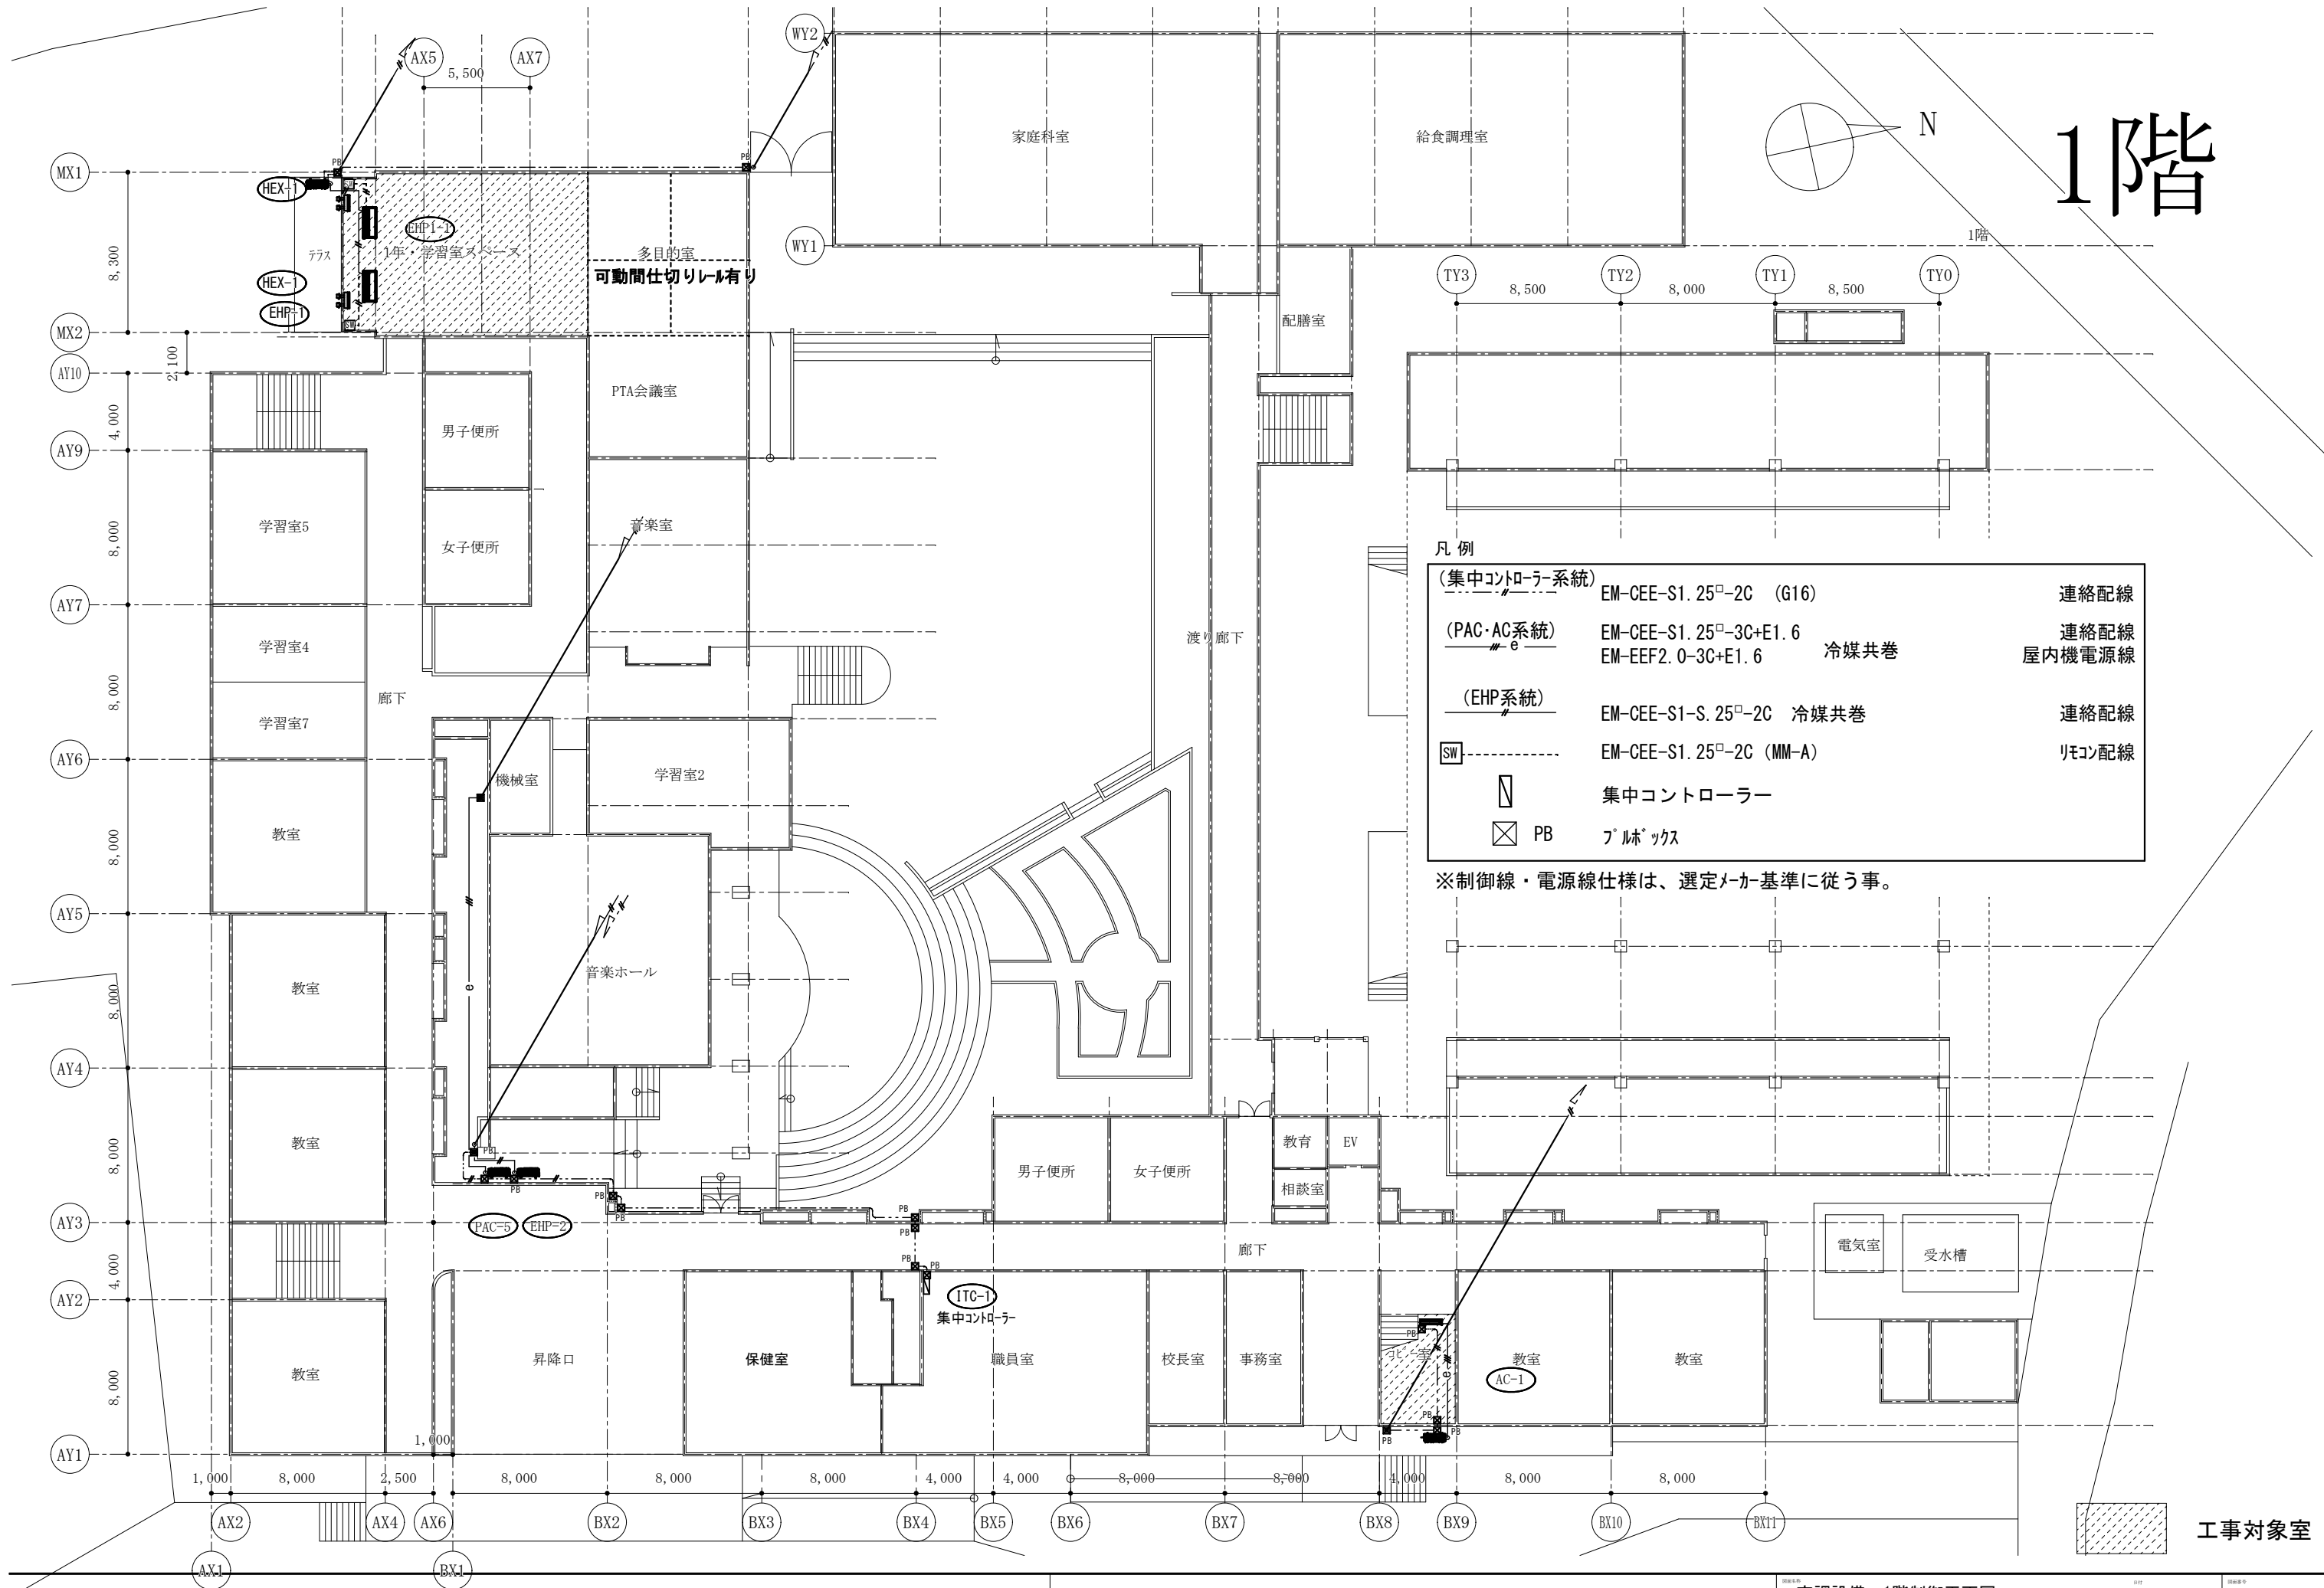 WY2
AX5
AX7
5,500
家庭科室
給食調理室
N
1階
PB
PB
MX1
HEX-1
SW
EHP1-1
テラス
1年・学習室スペース
多目的室
可動間仕切りﾚｰﾙ有り
WY1
1階
8,300
HEX-1
EHP-1
SW
TY3
TY2
TY1
TY0
8,500
8,000
8,500
MX2
配膳室
2,100
AY10
PTA会議室
4,000
男子便所
AY9
学習室5
音楽室
8,000
女子便所
凡 例
(集中ｺﾝﾄﾛｰﾗｰ系統)
EM-CEE-S1.25□-2C (G16)
連絡配線
(PAC･AC系統)
EM-CEE-S1.25□-3C+E1.6
連絡配線
e
EM-EEF2.0-3C+E1.6
冷媒共巻
屋内機電源線
(EHP系統)
EM-CEE-S1-S.25□-2C 冷媒共巻
連絡配線
SW
EM-CEE-S1.25□-2C (MM-A)
ﾘﾓｺﾝ配線
集中コントローラー
PB
ﾌﾟﾙﾎﾞｯｸｽ
※制御線・電源線仕様は、選定ﾒｰｶｰ基準に従う事。
AY7
学習室4
渡り廊下
8,000
廊下
学習室7
AY6
機械室
学習室2
8,000
教室
AY5
音楽ホール
8,000
教室
e
AY4
8,000
教室
PB
PB
男子便所
女子便所
教育
EV
相談室
PB
PB
PB
PB
AY3
PAC-5
EHP-2
廊下
電気室
受水槽
4,000
PB
PB
AY2
ITC-1
集中ｺﾝﾄﾛｰﾗｰ
PB
8,000
教室
昇降口
保健室
職員室
校長室
事務室
コピー室
e
教室
AC-1
教室
PB
PB
PB
1,000
AY1
1,000
8,000
2,500
8,000
8,000
8,000
4,000
4,000
8,000
8,000
4,000
8,000
8,000
AX2
AX4
AX6
BX2
BX3
BX4
BX5
BX6
BX7
BX8
BX9
BX10
BX11
工事対象室
AX1
BX1